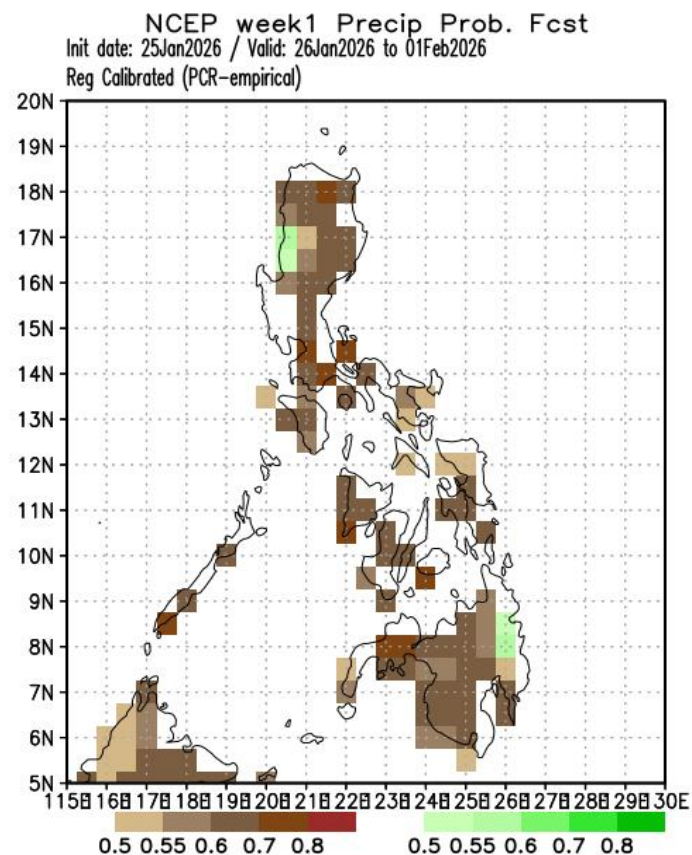 NCEP week1 Precip Prob. Fcst
Init date: 25Jan2026 / Valid: 26Jan2026 to 01Feb2026
Reg Calibrated (PCR-empirical)
20N
19N
18N
17N
16N
15N
14N
13N
12N
11N
10N
9N
8N
7N
6N
5N
115E 116E 117E 118E 119E 120E 121E 122E 123E 124E 125E 126E 127E 128E 129E 130E
0.5 0.55 0.6 0.7 0.8 0.5 0.55 0.6 0.7 0.8